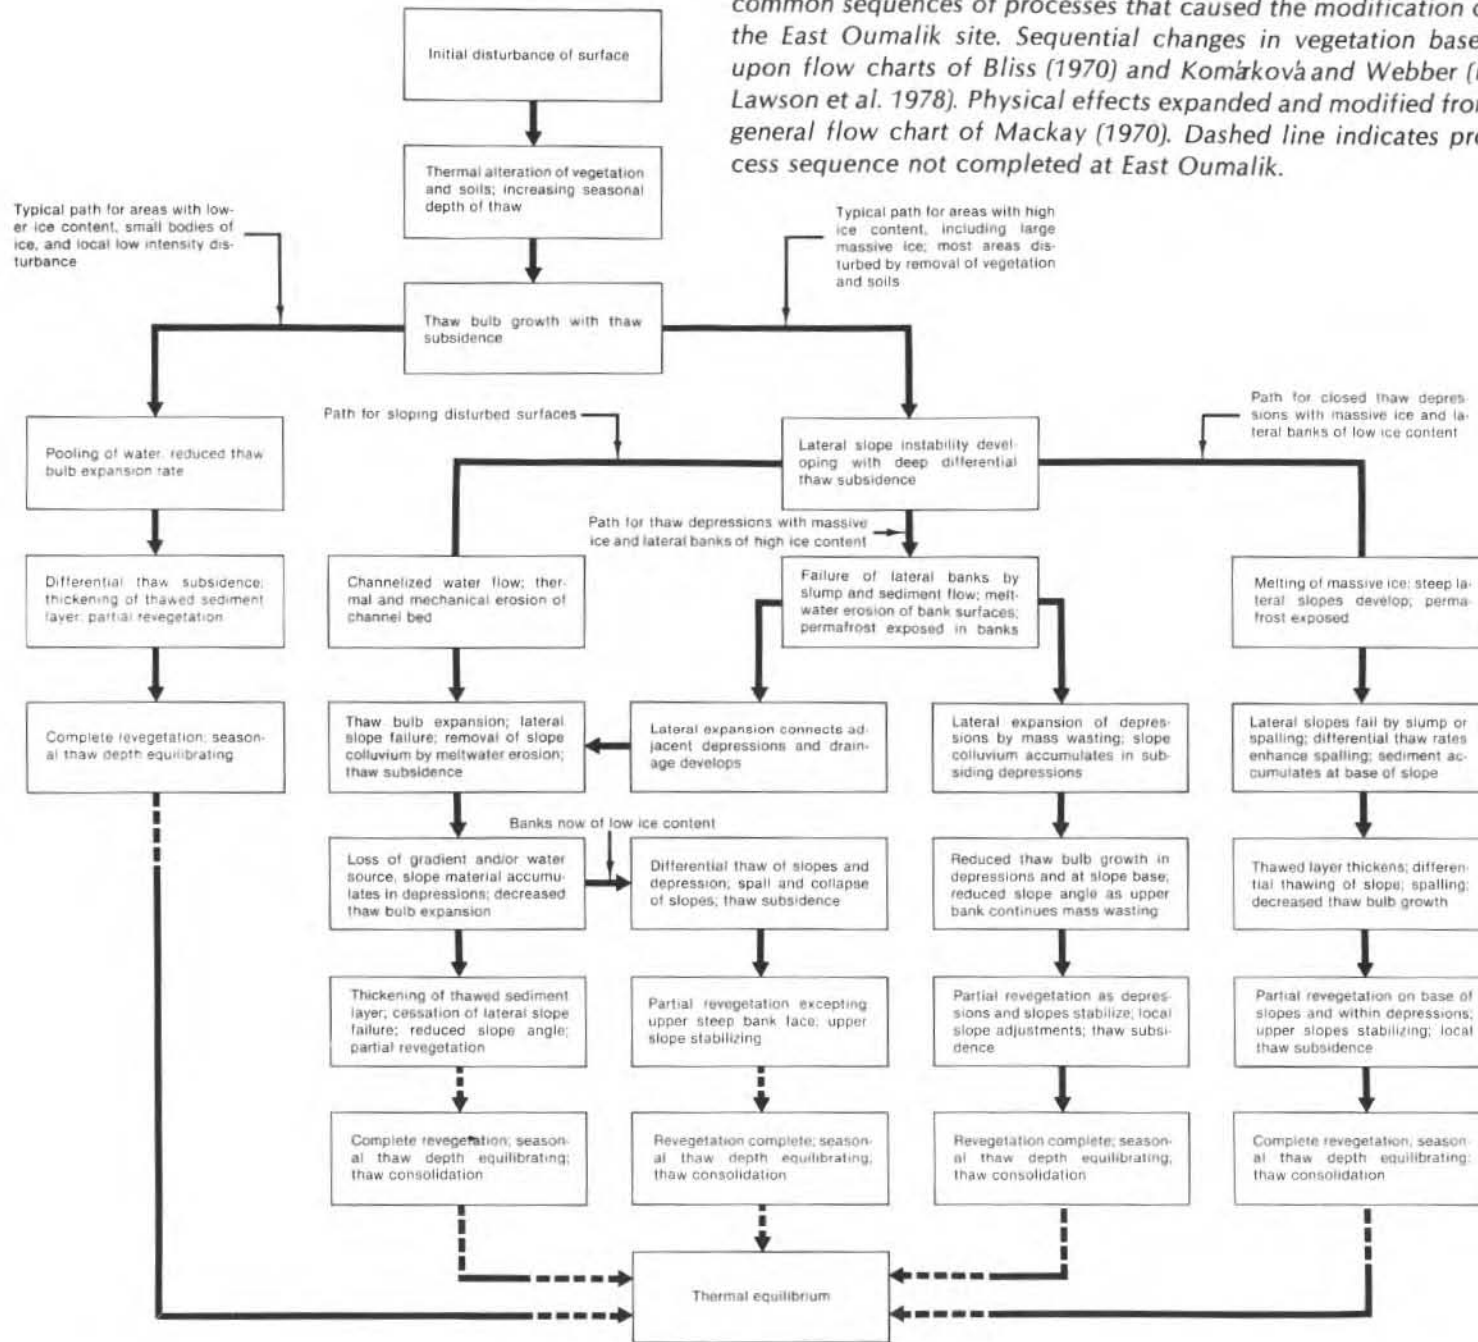 common sequences of processes that caused the modification
the East Oumalik site. Sequential changes in vegetation base
upon flow charts of Bliss (1970) and Komárková and Webber (
Lawson et al. 1978). Physical effects expanded and modified fro
general flow chart of Mackay (1970). Dashed line indicates pro
cess sequence not completed at East Oumalik.
Initial disturbance of surface
Thermal alteration of vegetation
and soils; increasing seasonal
depth of thaw
Typical path for areas with low-
er ice content, small bodies of
ice, and local low intensity dis-
turbance
Typical path for areas with high
ice content, including large
massive ice; most areas dis-
turbed by removal of vegetation
and soils
Thaw bulb growth with thaw
subsidence
Path for sloping disturbed surfaces
Path for closed thaw depres-
sions with massive ice and la-
teral banks of low ice content
Pooling of water, reduced thaw
bulb expansion rate
Lateral slope instability devel-
oping with deep differential
thaw subsidence
Path for thaw depressions with massive
ice and lateral banks of high ice content
Differential thaw subsidence;
thickening of thawed sediment
layer; partial revegetation
Channelized water flow; ther-
mal and mechanical erosion of
channel bed
Failure of lateral banks by
slump and sediment flow; melt-
water erosion of bank surfaces;
permafrost exposed in banks
Melting of massive ice; steep la-
teral slopes develop; perma-
frost exposed
Complete revegetation; season-
al thaw depth equilibrating
Thaw bulb expansion; lateral
slope failure; removal of slope
colluvium by meltwater erosion;
thaw subsidence
Lateral expansion connects ad-
jacent depressions and drain-
age develops
Lateral expansion of depres-
sions by mass wasting; slope
colluvium accumulates in sub-
siding depressions
Lateral slopes fail by slump or
spalling; differential thaw rates
enhance spalling; sediment ac-
cumulates at base of slope
Banks now of low ice content
Loss of gradient and/or water
source, slope material accumu-
lates in depressions; decreased
thaw bulb expansion
Differential thaw of slopes and
depression; spall and collapse
of slopes; thaw subsidence
Reduced thaw bulb growth in
depressions and at slope base;
reduced slope angle as upper
bank continues mass wasting
Thawed layer thickens; differen-
tial thawing of slope; spalling;
decreased thaw bulb growth
Thickening of thawed sediment
layer; cessation of lateral slope
failure; reduced slope angle;
partial revegetation
Partial revegetation excepting
upper steep bank face; upper
slope stabilizing
Partial revegetation as depres-
sions and slopes stabilize; local
slope adjustments; thaw subsi-
dence
Partial revegetation on base of
slopes and within depressions;
upper slopes stabilizing; local
thaw subsidence
Complete revegetation; season-
al thaw depth equilibrating;
thaw consolidation
Revegetation complete; season-
al thaw depth equilibrating;
thaw consolidation
Revegetation complete; season-
al thaw depth equilibrating;
thaw consolidation
Complete revegetation; season-
al thaw depth equilibrating;
thaw consolidation
Thermal equilibrium